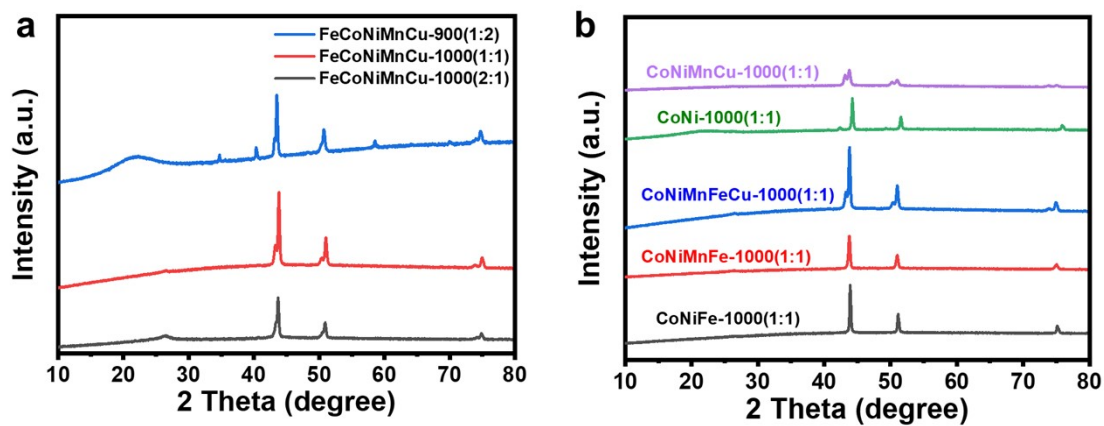 a
Intensity (a.u.)
FeCoNiMnCu-900(1:2)
FeCoNiMnCu-1000(1:1)
FeCoNiMnCu-1000(2:1)
10 20 30 40 50 60 70 80
2 Theta (degree)
b
Intensity (a.u.)
CoNiMnCu-1000(1:1)
CoNi-1000(1:1)
CoNiMnFeCu-1000(1:1)
CoNiMnFe-1000(1:1)
CoNiFe-1000(1:1)
10 20 30 40 50 60 70 80
2 Theta (degree)